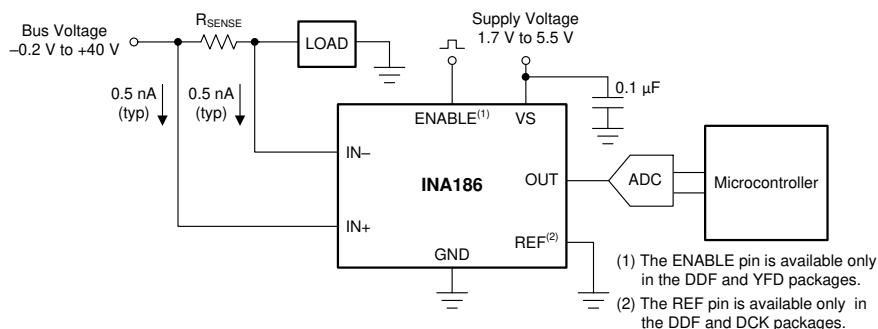 Bus Voltage
–0.2 V to +40 V
RSENSE
LOAD
Supply Voltage
1.7 V to 5.5 V
0.5 nA
(typ)
0.5 nA
(typ)
0.1 µF
ENABLE(1)
VS
IN–
INA186
OUT
ADC
Microcontroller
IN+
REF(2)
GND
(1) The ENABLE pin is available only
in the DDF and YFD packages.
(2) The REF pin is available only in
the DDF and DCK packages.